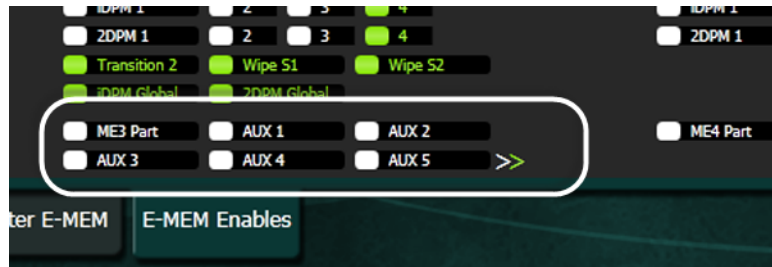 iDPM 1 2 3 4 iDPM 1
2DPM 1 2 3 4 2DPM 1
Transition 2 Wipe S1 Wipe S2
iDPM Global 2DPM Global
ME3 Part AUX 1 AUX 2 ME4 Part
AUX 3 AUX 4 AUX 5 >>
ter E-MEM E-MEM Enables